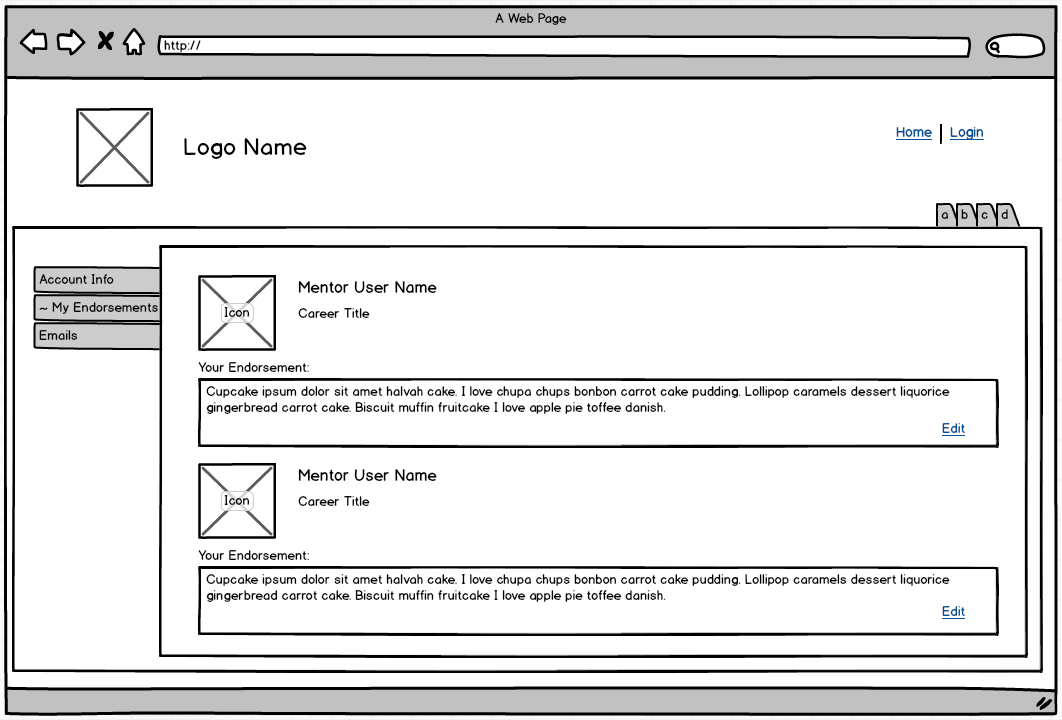 A Web Page
http://
Logo Name
Home | Login
a b c d
Account Info
~ My Endorsements
Emails
Icon
Mentor User Name
Career Title
Your Endorsement:
Cupcake ipsum dolor sit amet halvah cake. I love chupa chups bonbon carrot cake pudding. Lollipop caramels dessert liquorice
gingerbread carrot cake. Biscuit muffin fruitcake I love apple pie toffee danish.
Edit
Icon
Mentor User Name
Career Title
Your Endorsement:
Cupcake ipsum dolor sit amet halvah cake. I love chupa chups bonbon carrot cake pudding. Lollipop caramels dessert liquorice
gingerbread carrot cake. Biscuit muffin fruitcake I love apple pie toffee danish.
Edit